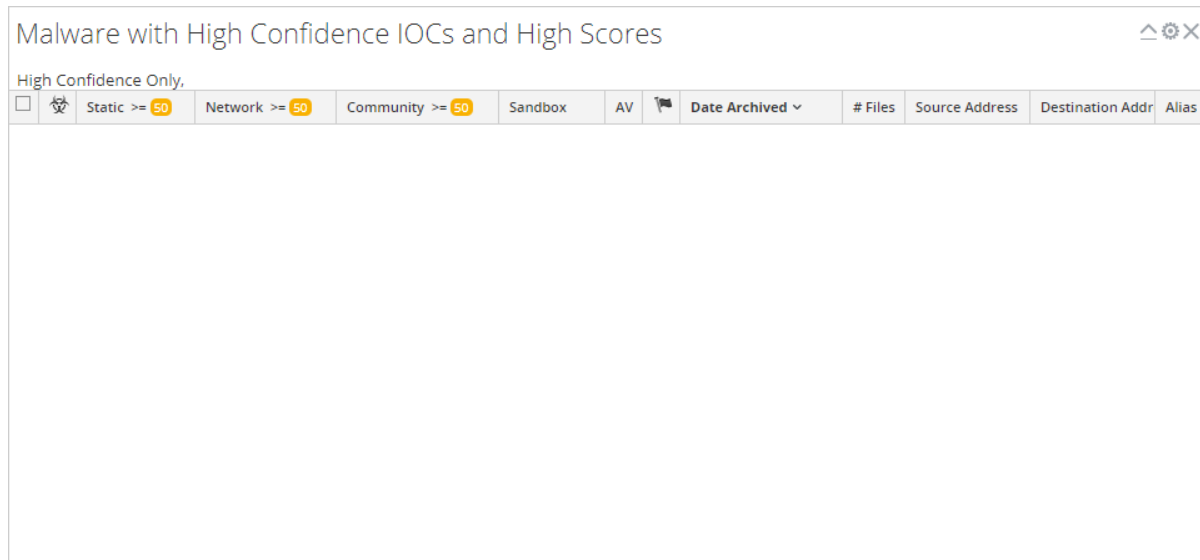 Malware with High Confidence IOCs and High Scores
High Confidence Only,
Static >= 50 Network >= 50 Community >= 50 Sandbox AV Date Archived # Files Source Address Destination Addr Alias